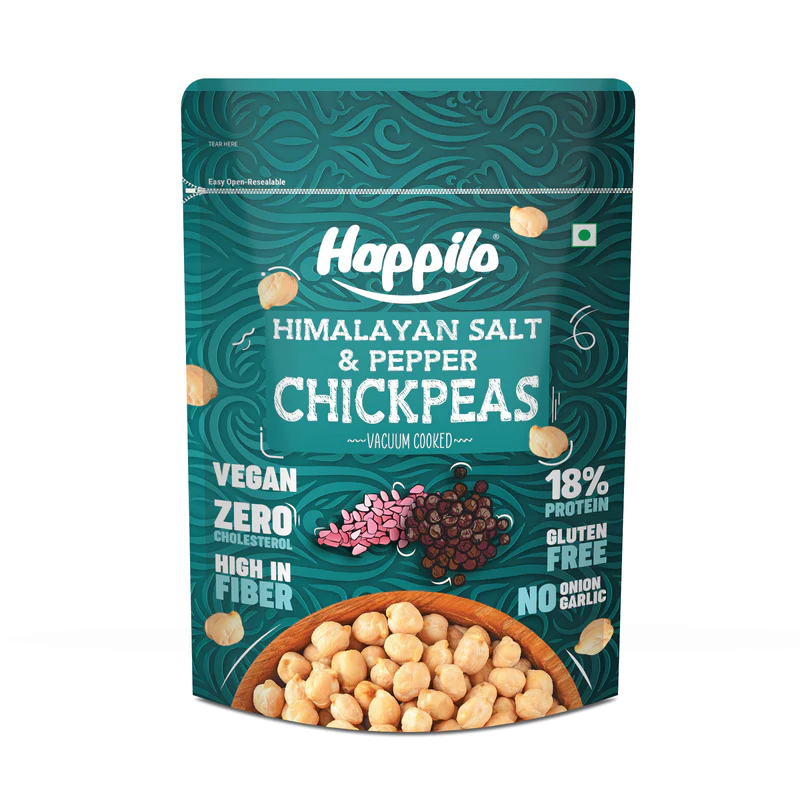 TEAR HERE
Easy Open-Resealable
Happilo®
HIMALAYAN SALT
& PEPPER
CHICKPEAS
VACUUM COOKED
VEGAN
ZERO
CHOLESTEROL
HIGH IN
FIBER
18%
PROTEIN
GLUTEN
FREE
NO ONION
GARLIC